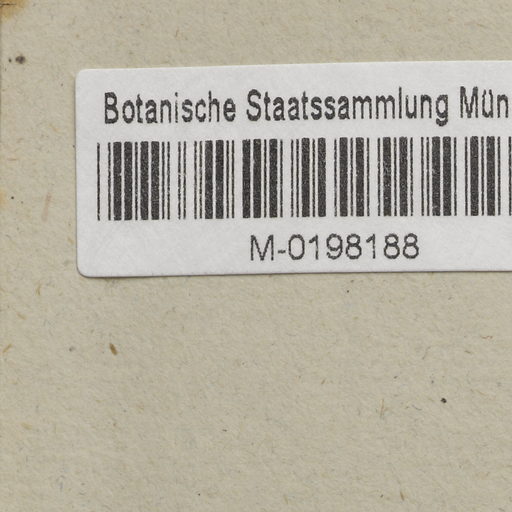 Botanische Staatssammlung Mün
M-0198188